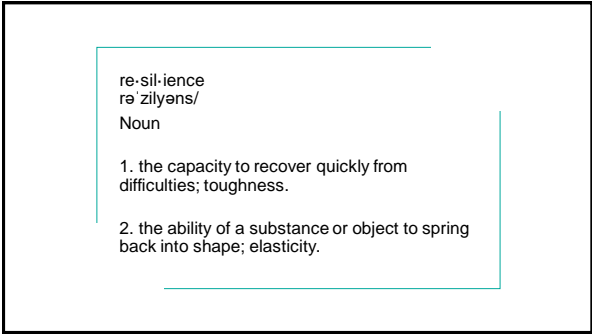 re·sil·ience
rəˈzilyəns/
Noun
1. the capacity to recover quickly from
difficulties; toughness.
2. the ability of a substance or object to spring
back into shape; elasticity.